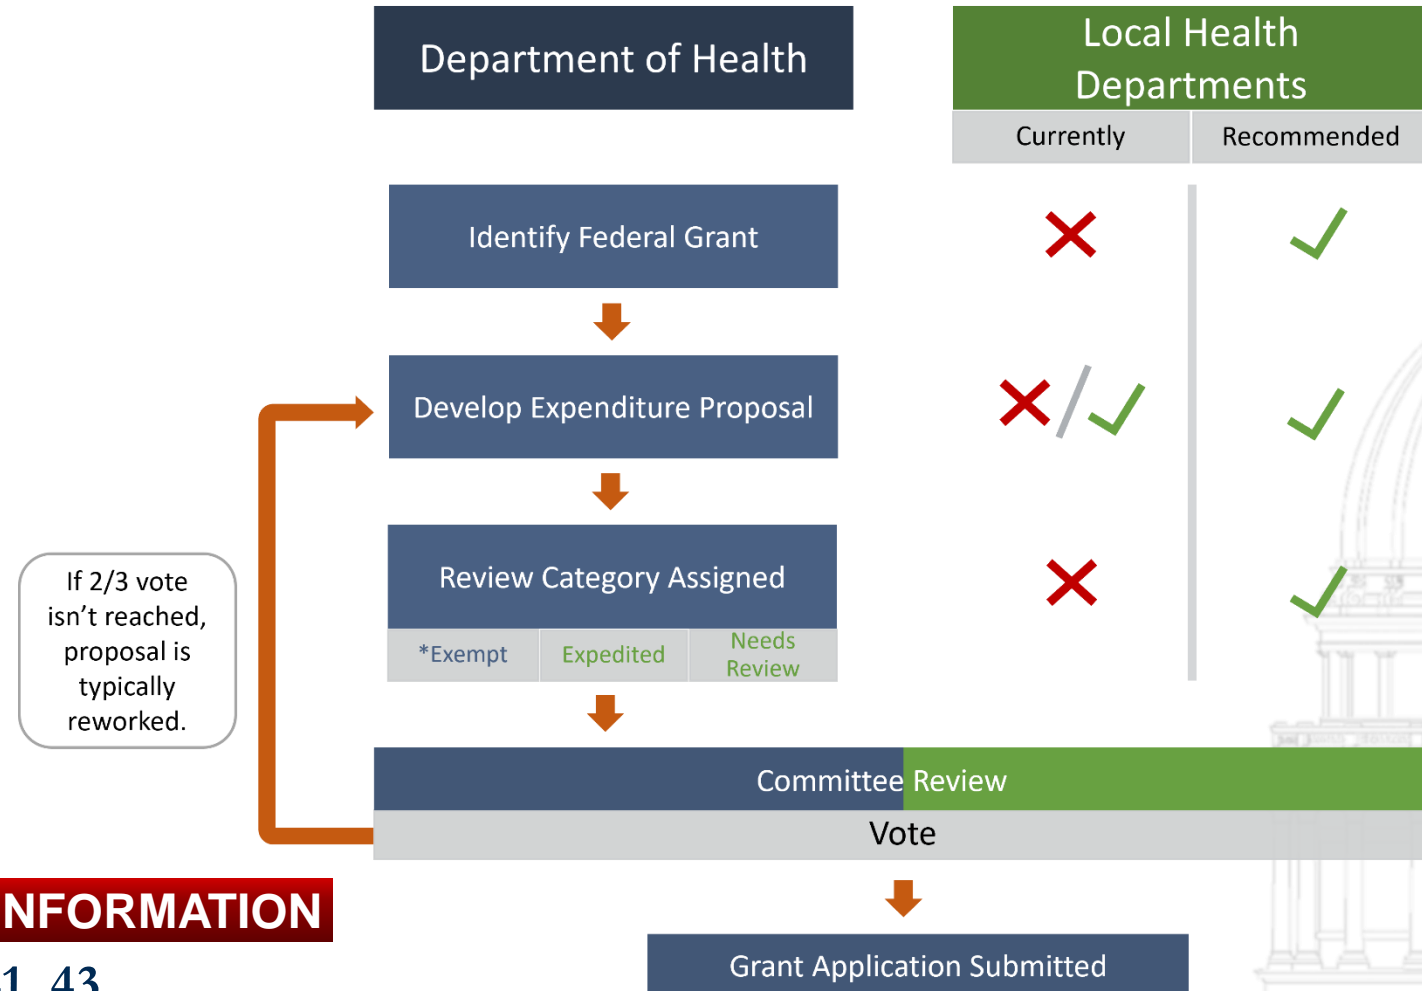 Department of Health
Local Health
Departments
Currently
Recommended
Identify Federal Grant
Develop Expenditure Proposal
Review Category Assigned
*Exempt
Expedited
Needs
Review
If 2/3 vote
isn't reached,
proposal is
typically
reworked.
Committee Review
Vote
NFORMATION
Grant Application Submitted
1 43